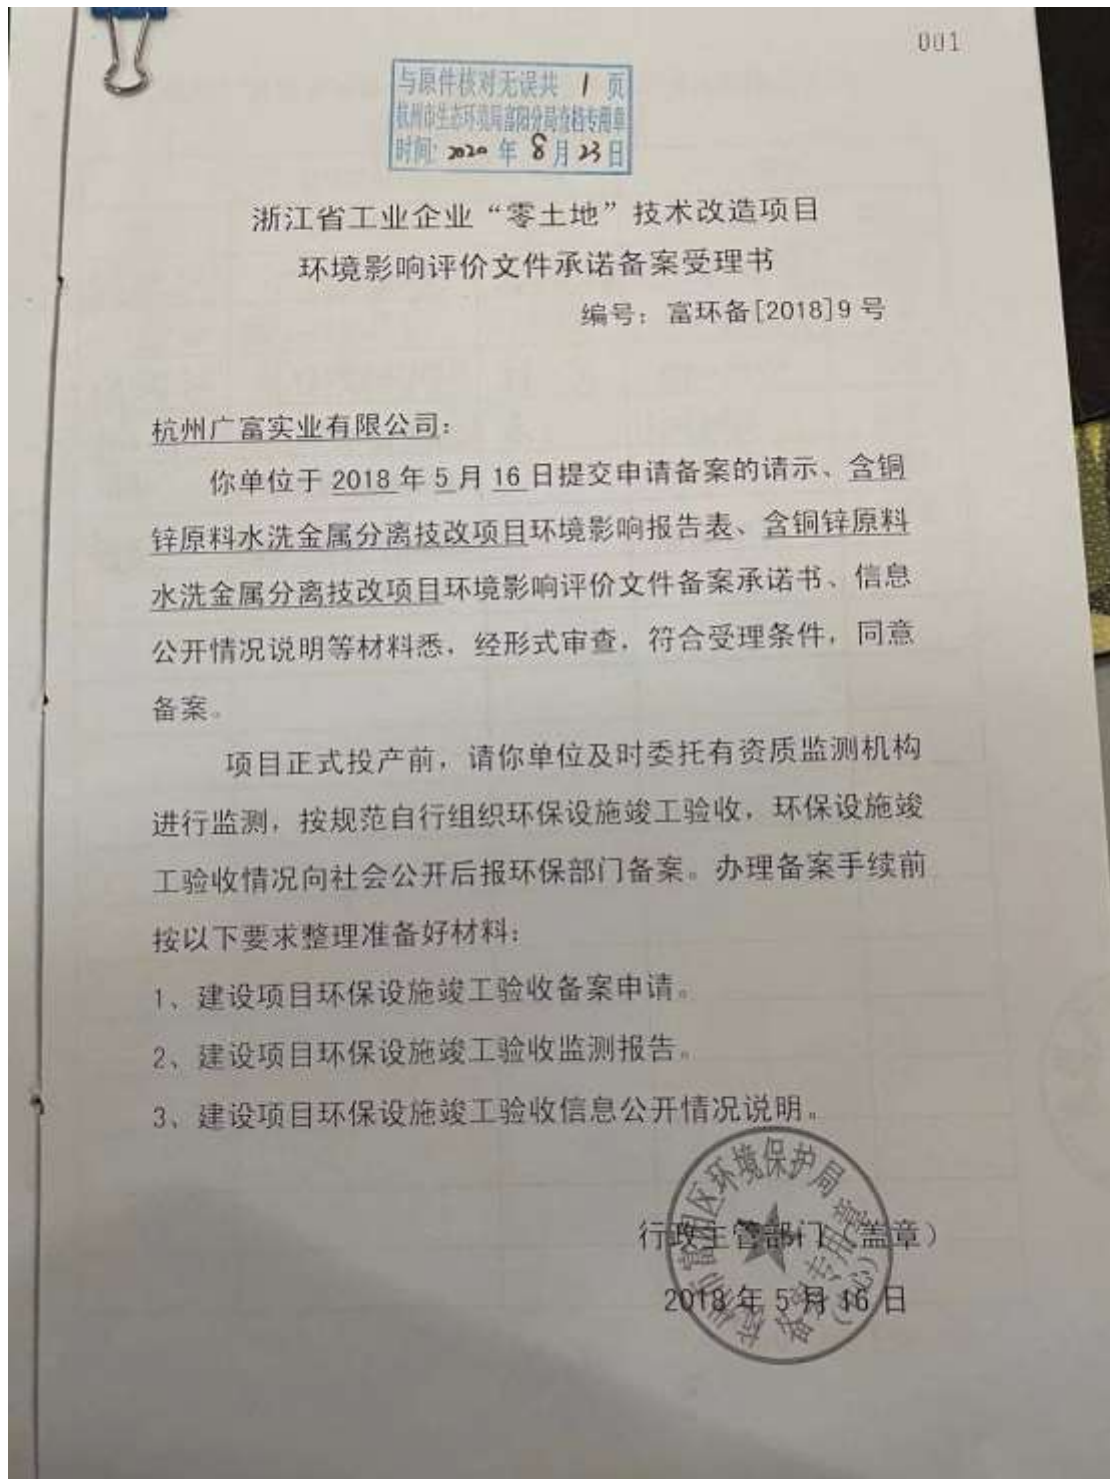 001
与原件核对无误共 1 页
杭州市生态环境局富阳分局查档专用章
时间: 2020 年 8 月 23 日
浙江省工业企业“零土地”技术改造项目
环境影响评价文件承诺备案受理书
编号：富环备[2018]9 号
杭州广富实业有限公司：
你单位于 2018 年 5 月 16 日提交申请备案的请示、含铜
锌原料水洗金属分离技改项目环境影响报告表、含铜锌原料
水洗金属分离技改项目环境影响评价文件备案承诺书、信息
公开情况说明等材料悉，经形式审查，符合受理条件，同意
备案。
项目正式投产前，请你单位及时委托有资质监测机构
进行监测，按规范自行组织环保设施竣工验收，环保设施竣
工验收情况向社会公开后报环保部门备案。办理备案手续前
按以下要求整理准备好材料：
1、建设项目环保设施竣工验收备案申请。
2、建设项目环保设施竣工验收监测报告。
3、建设项目环保设施竣工验收信息公开情况说明。
杭州市富阳区环境保护局
行政主管部门（盖章）
2018 年 5 月 16 日